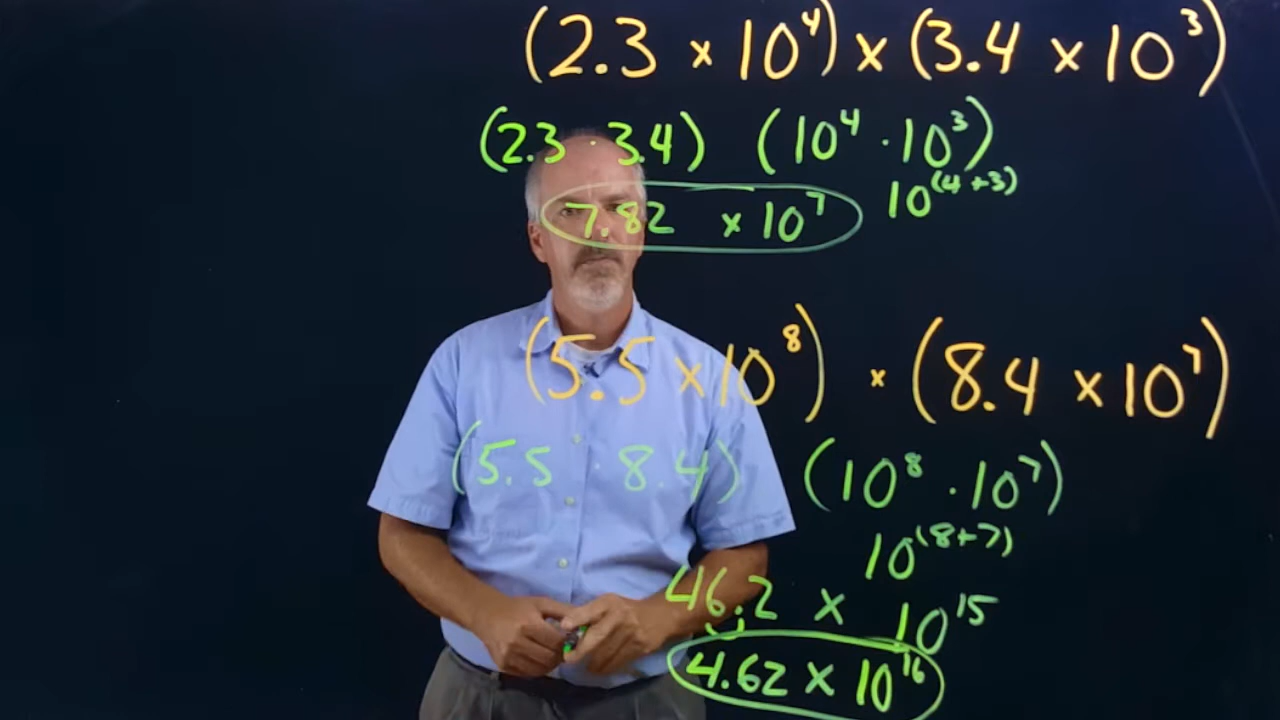 (2.3 × 10⁴) × (3.4 × 10³)
(2.3 · 3.4) (10⁴ · 10³)
10⁽⁴⁺³⁾
7.82 × 10⁷
(5.5 × 10⁸) × (8.4 × 10⁷)
(5.5 8.4) (10⁸ · 10⁷)
10⁽⁸⁺⁷⁾
46.2 × 10¹⁵
4.62 × 10¹⁶